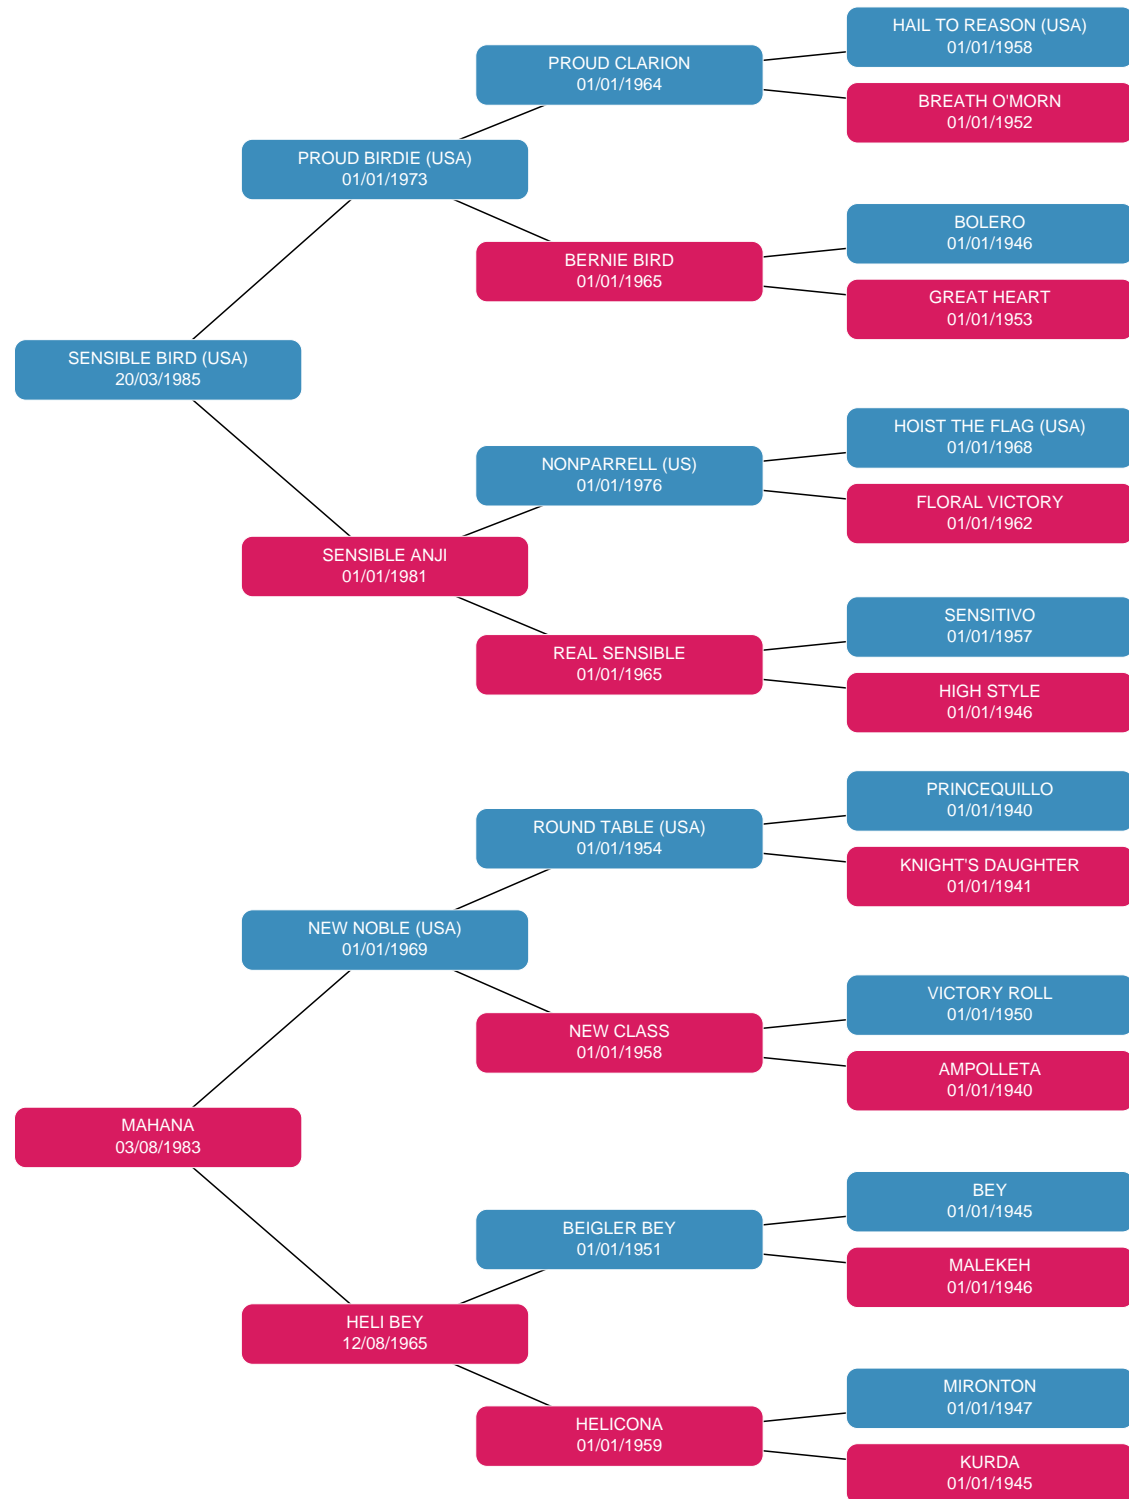 HAIL TO REASON (USA)
01/01/1958
PROUD CLARION
01/01/1964
BREATH O'MORN
01/01/1952
PROUD BIRDIE (USA)
01/01/1973
BOLERO
01/01/1946
BERNIE BIRD
01/01/1965
GREAT HEART
01/01/1953
SENSIBLE BIRD (USA)
20/03/1985
HOIST THE FLAG (USA)
01/01/1968
NONPARRELL (US)
01/01/1976
FLORAL VICTORY
01/01/1962
SENSIBLE ANJI
01/01/1981
SENSITIVO
01/01/1957
REAL SENSIBLE
01/01/1965
HIGH STYLE
01/01/1946
PRINCEQUILLO
01/01/1940
ROUND TABLE (USA)
01/01/1954
KNIGHT'S DAUGHTER
01/01/1941
NEW NOBLE (USA)
01/01/1969
VICTORY ROLL
01/01/1950
NEW CLASS
01/01/1958
AMPOLLETA
01/01/1940
MAHANA
03/08/1983
BEY
01/01/1945
BEIGLER BEY
01/01/1951
MALEKEH
01/01/1946
HELI BEY
12/08/1965
MIRONTON
01/01/1947
HELICONA
01/01/1959
KURDA
01/01/1945